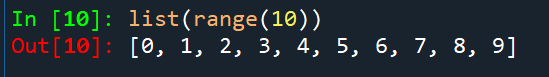 In [10]: list(range(10))
Out[10]: [0, 1, 2, 3, 4, 5, 6, 7, 8, 9]